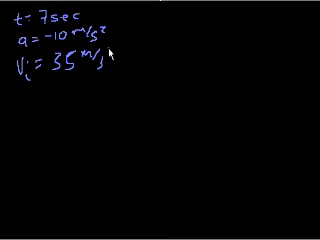 t = 7sec
a = -10 m/s²
Vi = 35 m/s